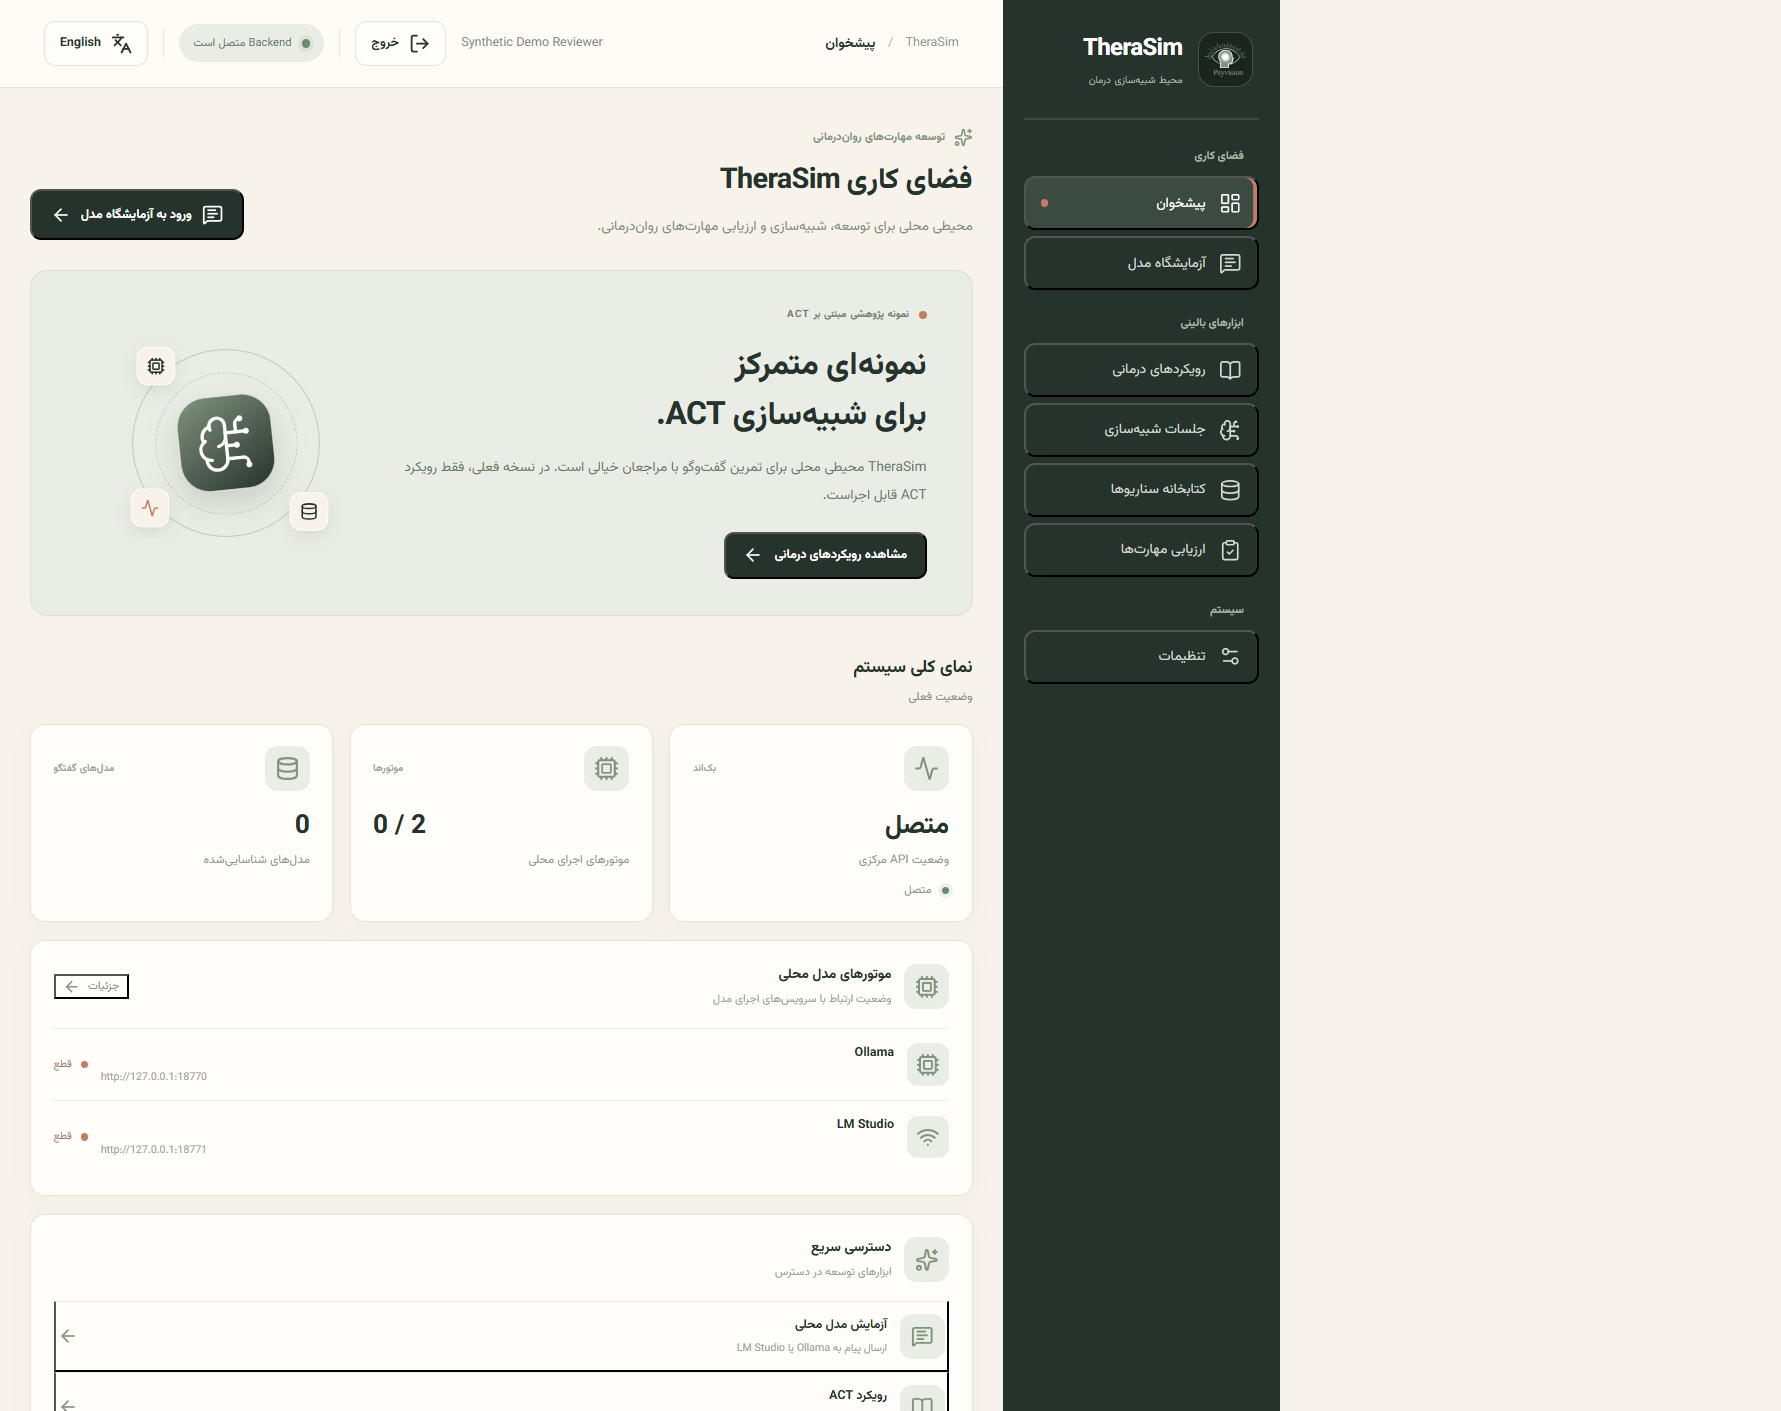 TheraSim
محیط شبیه‌سازی درمان
Psyvision
فضای کاری
پیشخوان
آزمایشگاه مدل
ابزارهای بالینی
رویکردهای درمانی
جلسات شبیه‌سازی
کتابخانه سناریوها
ارزیابی مهارت‌ها
سیستم
تنظیمات
TheraSim / پیشخوان
Synthetic Demo Reviewer
خروج
Backend متصل است
English
توسعه مهارت‌های روان‌درمانی
فضای کاری TheraSim
محیطی محلی برای توسعه، شبیه‌سازی و ارزیابی مهارت‌های روان‌درمانی.
ورود به آزمایشگاه مدل
نمونه پژوهشی مبتنی بر ACT
نمونه‌ای متمرکز
برای شبیه‌سازی ACT.
TheraSim محیطی محلی برای تمرین گفت‌وگو با مراجعان خیالی است. در نسخه فعلی، فقط رویکرد
ACT قابل اجراست.
مشاهده رویکردهای درمانی
نمای کلی سیستم
وضعیت فعلی
بک‌اند
متصل
وضعیت API مرکزی
متصل
موتورها
0 / 2
موتورهای اجرای محلی
مدل‌های گفتگو
0
مدل‌های شناسایی‌شده
موتورهای مدل محلی
وضعیت ارتباط با سرویس‌های اجرای مدل
جزئیات
Ollama
http://127.0.0.1:18770
قطع
LM Studio
http://127.0.0.1:18771
قطع
دسترسی سریع
ابزارهای توسعه در دسترس
آزمایش مدل محلی
ارسال پیام به Ollama یا LM Studio
رویکرد ACT